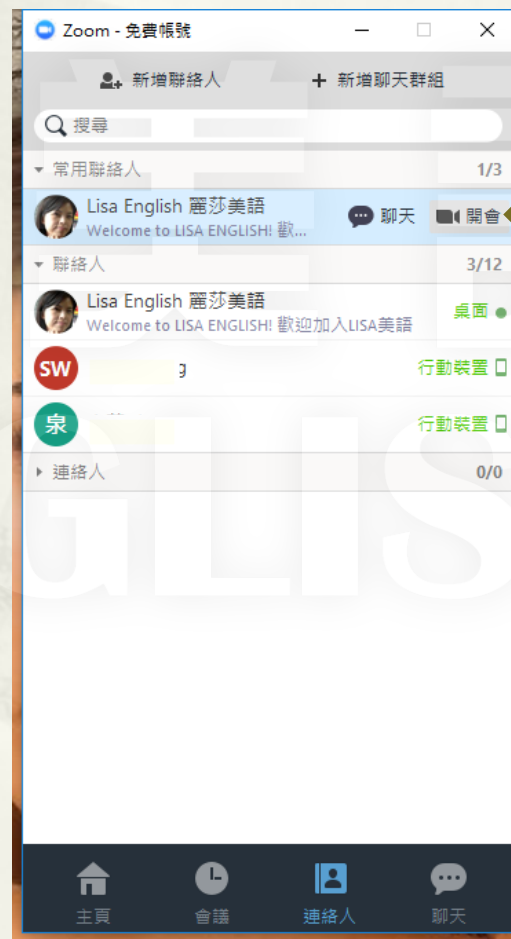 Zoom - 免費帳號
新增聯絡人
新增聊天群組
搜尋
常用聯絡人 1/3
Lisa English 麗莎美語
Welcome to LISA ENGLISH! 歡...
聊天 開會
聯絡人 3/12
Lisa English 麗莎美語
Welcome to LISA ENGLISH! 歡迎加入LISA美語
桌面
SW g 行動裝置
泉 行動裝置
連絡人 0/0
GLIS
主頁 會議 連絡人 聊天